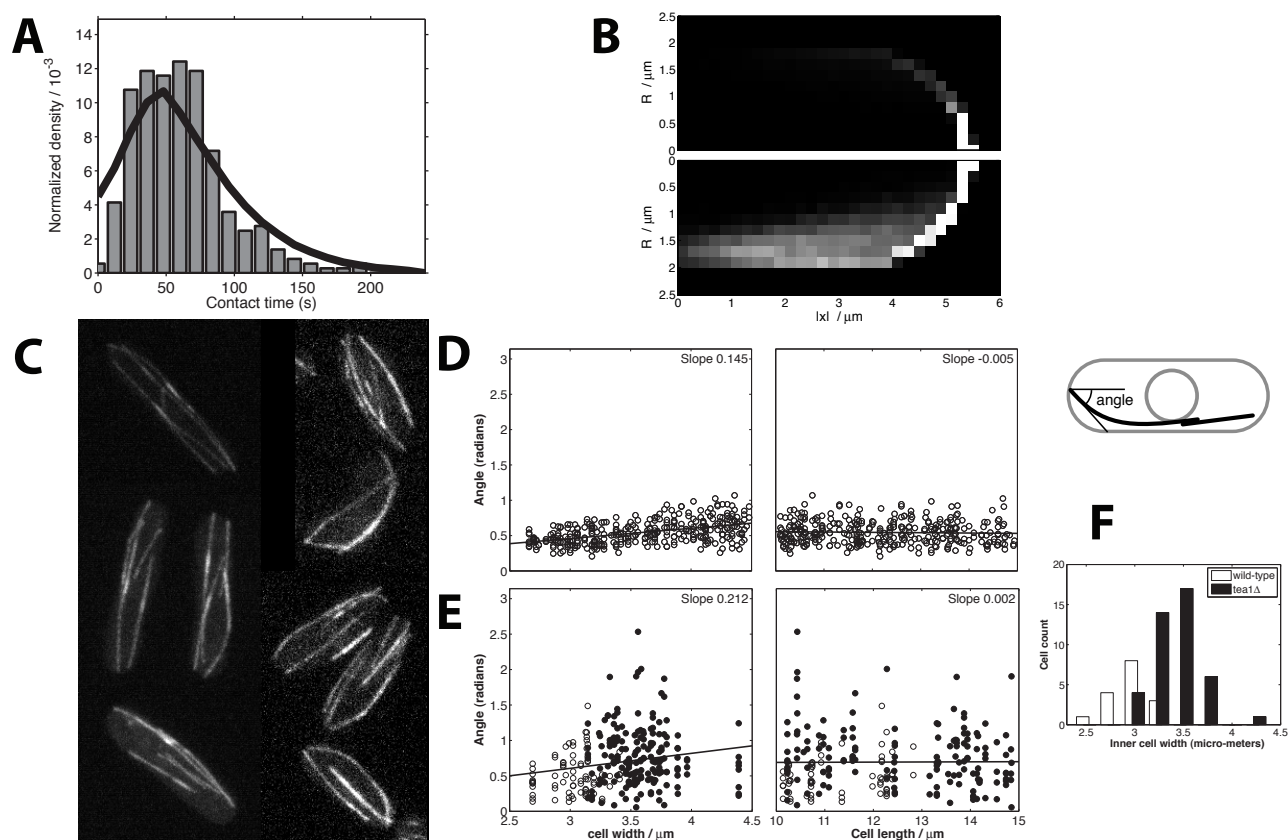 A
14
12
10
8
6
4
2
0
Normalized density / 10⁻³
0 50 100 150 200
Contact time (s)
B
2.5
2
1.5
1
0.5
0
R / μm
0
0.5
1
1.5
2
2.5
R / μm
0 1 2 3 4 5 6
|x| / μm
C
D
Slope 0.145
3
2.5
2
1.5
1
0.5
0
Angle (radians)
Slope -0.005
angle
E
Slope 0.212
3
2.5
2
1.5
1
0.5
0
Angle (radians)
2.5 3 3.5 4 4.5
cell width / μm
Slope 0.002
10 11 12 13 14 15
Cell length / μm
F
20
15
10
5
0
Cell count
wild-type
tea1Δ
2.5 3 3.5 4 4.5
Inner cell width (micro-meters)